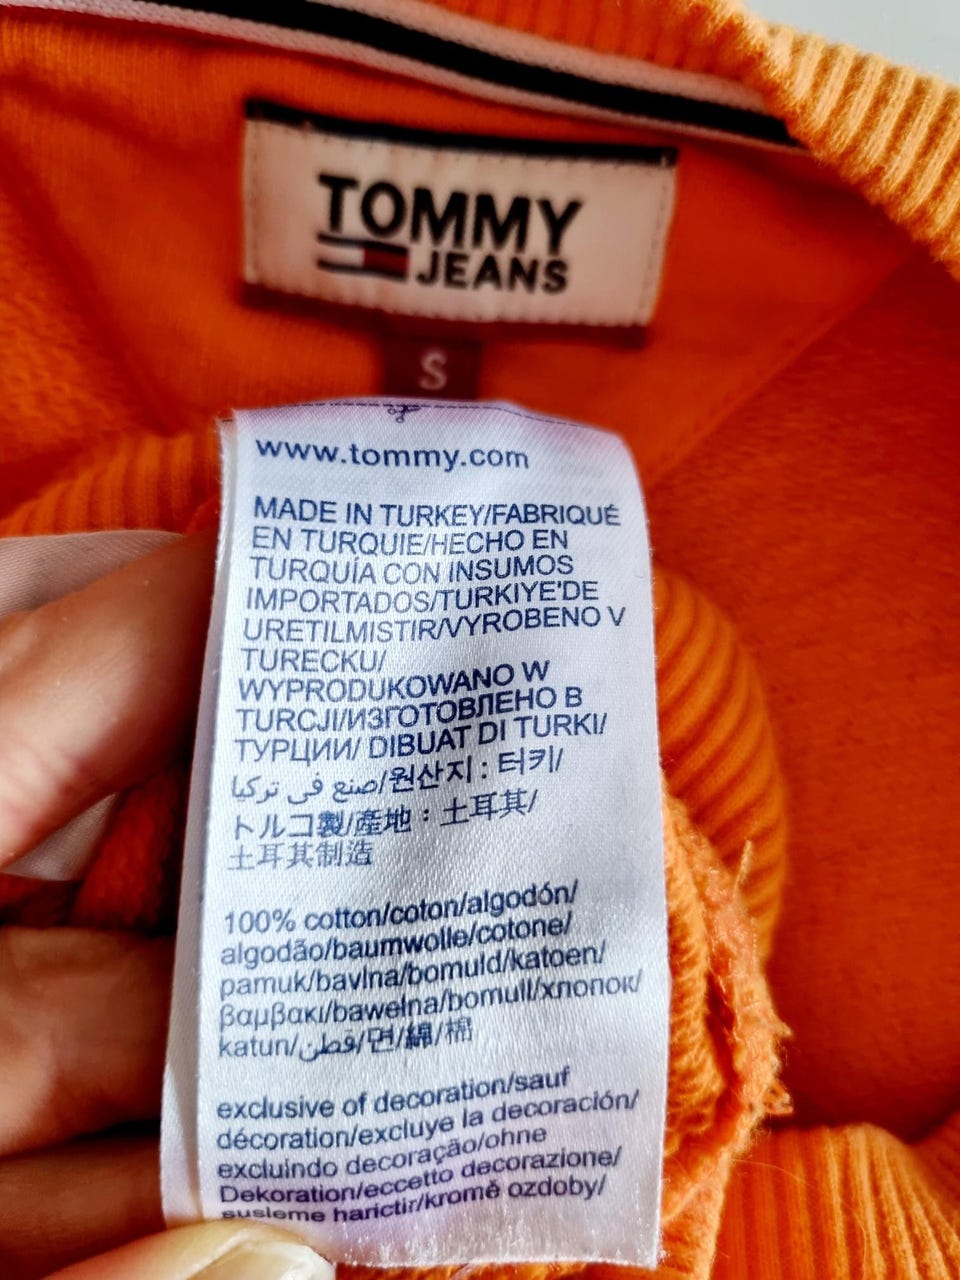 TOMMY
JEANS
S
www.tommy.com
MADE IN TURKEY/FABRIQUÉ
EN TURQUIE/HECHO EN
TURQUÍA CON INSUMOS
IMPORTADOS/TURKIYE'DE
URETILMISTIR/VYROBENO V
TURECKU/
WYPRODUKOWANO W
TURCJI/ИЗГОТОВЛЕНО В
ТУРЦИИ/ DIBUAT DI TURKI/
صنع في تركيا/원산지 : 터키/
トルコ製/產地：土耳其/
土耳其制造
100% cotton/coton/algodón/
algodão/baumwolle/cotone/
pamuk/bavlna/bomuld/katoen/
βαμβακι/bawełna/bomull/хлопок/
katun/قطن/면/綿/棉
exclusive of decoration/sauf
décoration/excluye la decoración/
excluindo decoração/ohne
Dekoration/eccetto decorazione/
susleme harictir/kromě ozdoby/